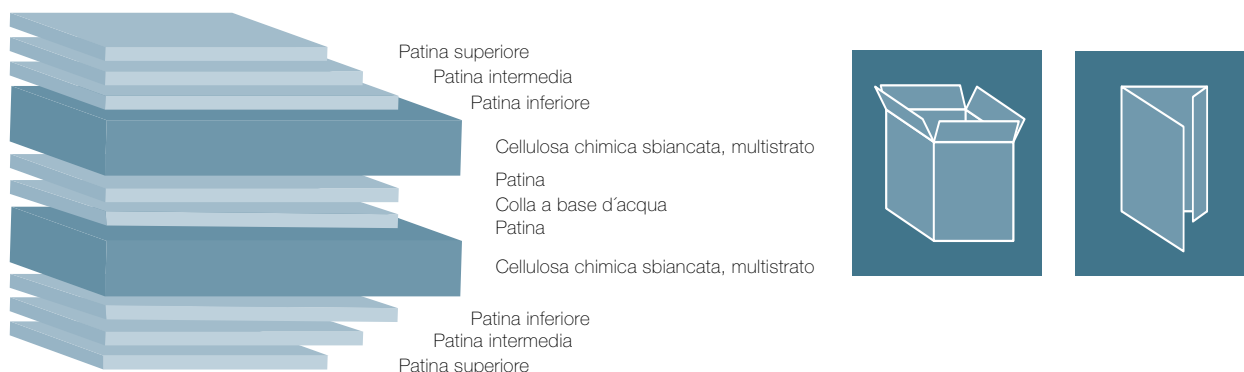 Patina superiore
Patina intermedia
Patina inferiore
Cellulosa chimica sbiancata, multistrato
Patina
Colla a base d´acqua
Patina
Cellulosa chimica sbiancata, multistrato
Patina inferiore
Patina intermedia
Patina superiore